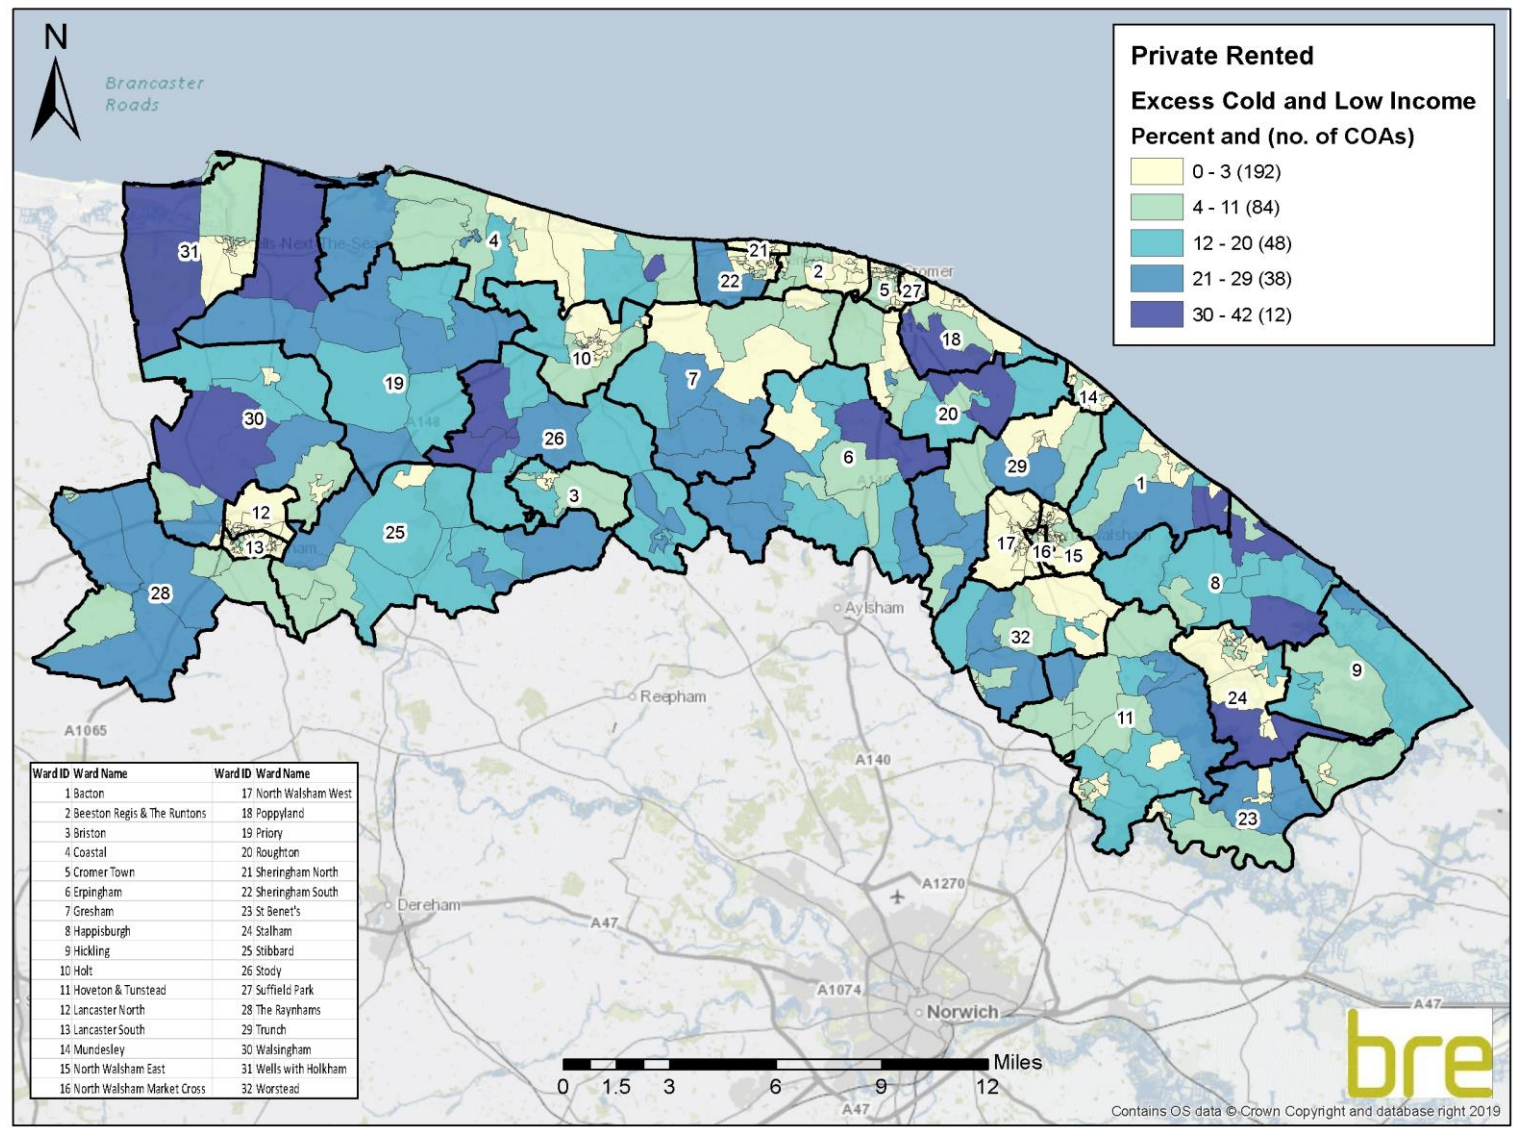 N
Brancaster
Roads
Private Rented
Excess Cold and Low Income
Percent and (no. of COAs)
0 - 3 (192)
4 - 11 (84)
12 - 20 (48)
21 - 29 (38)
30 - 42 (12)
31
4
21
22
2
5
27
Cromer
18
10
19
7
30
26
20
14
6
29
1
3
12
13
25
17
16
15
28
8
32
9
24
11
23
A148
Aylsham
Reepham
A1065
A140
A1270
Dereham
A47
A1074
Norwich
A47
A47
Ward ID Ward Name Ward ID Ward Name
1 Bacton 17 North Walsham West
2 Beeston Regis & The Runtons 18 Poppyland
3 Briston 19 Priory
4 Coastal 20 Roughton
5 Cromer Town 21 Sheringham North
6 Erpingham 22 Sheringham South
7 Gresham 23 St Benet's
8 Happisburgh 24 Stalham
9 Hickling 25 Stibbard
10 Holt 26 Stody
11 Hoveton & Tunstead 27 Suffield Park
12 Lancaster North 28 The Raynhams
13 Lancaster South 29 Trunch
14 Mundesley 30 Walsingham
15 North Walsham East 31 Wells with Holkham
16 North Walsham Market Cross 32 Worstead
Miles
0 1.5 3 6 9 12
bre
Contains OS data © Crown Copyright and database right 2019